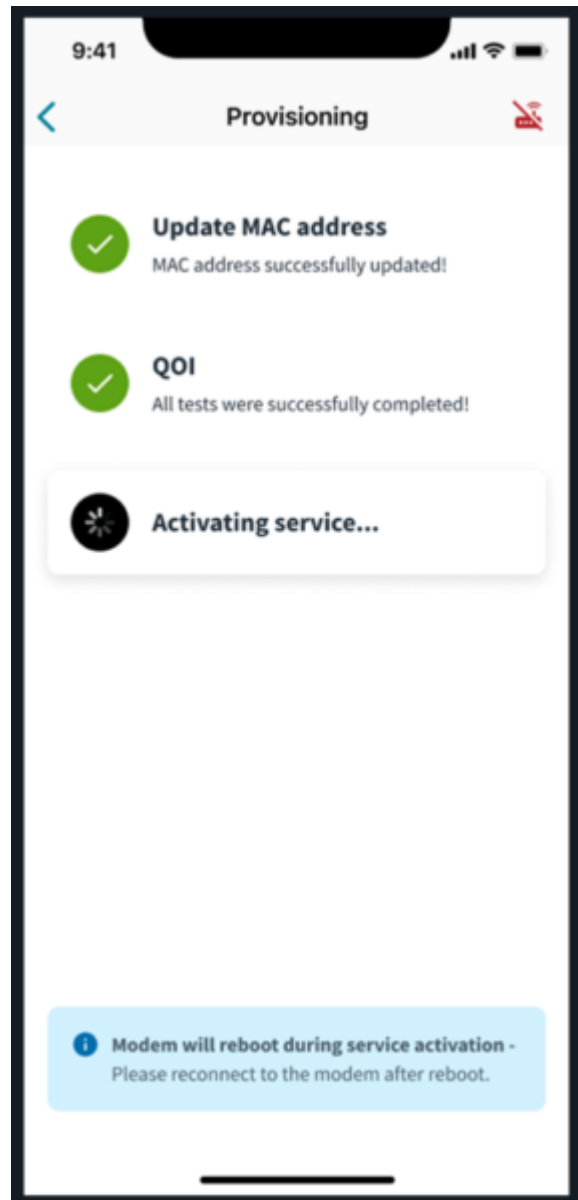 9:41
Provisioning
Update MAC address
MAC address successfully updated!
QOI
All tests were successfully completed!
Activating service...
Modem will reboot during service activation -
Please reconnect to the modem after reboot.